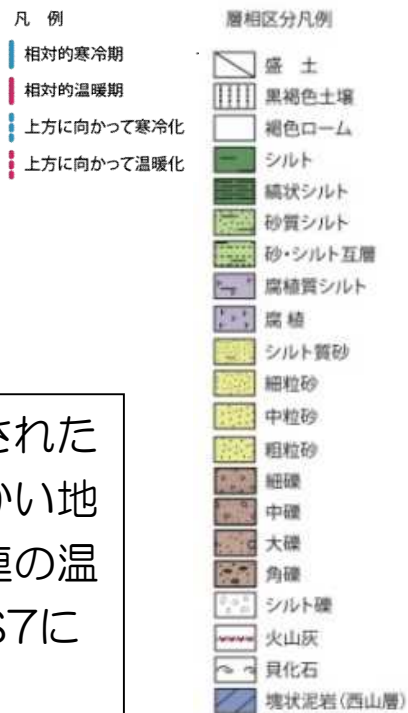 凡 例
相対的寒冷期
相対的温暖期
上方に向かって寒冷化
上方に向かって温暖化
層相区分凡例
盛 土
黒褐色土壌
褐色ローム
シルト
縞状シルト
砂質シルト
砂・シルト互層
腐植質シルト
腐 植
シルト質砂
細粒砂
中粒砂
粗粒砂
細礫
中礫
大礫
角礫
シルト礫
火山灰
貝化石
塊状泥岩(西山層)
された
かい地
の温
S7に